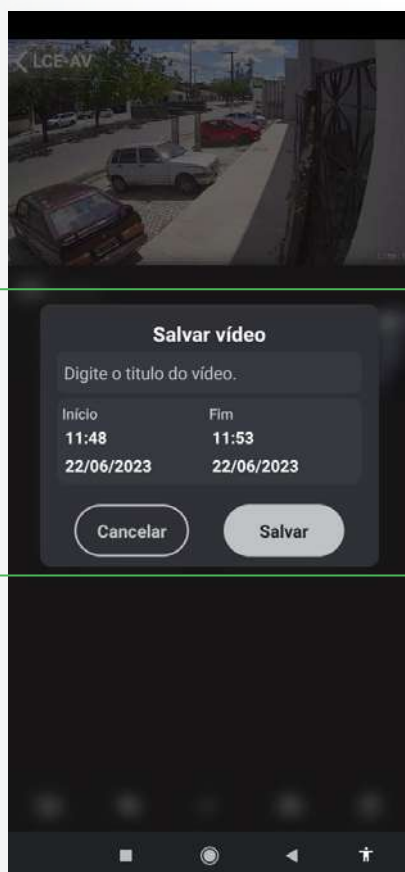 LCE-AV
Salvar vídeo
Digite o titulo do vídeo.
Início Fim
11:48 11:53
22/06/2023 22/06/2023
Cancelar Salvar